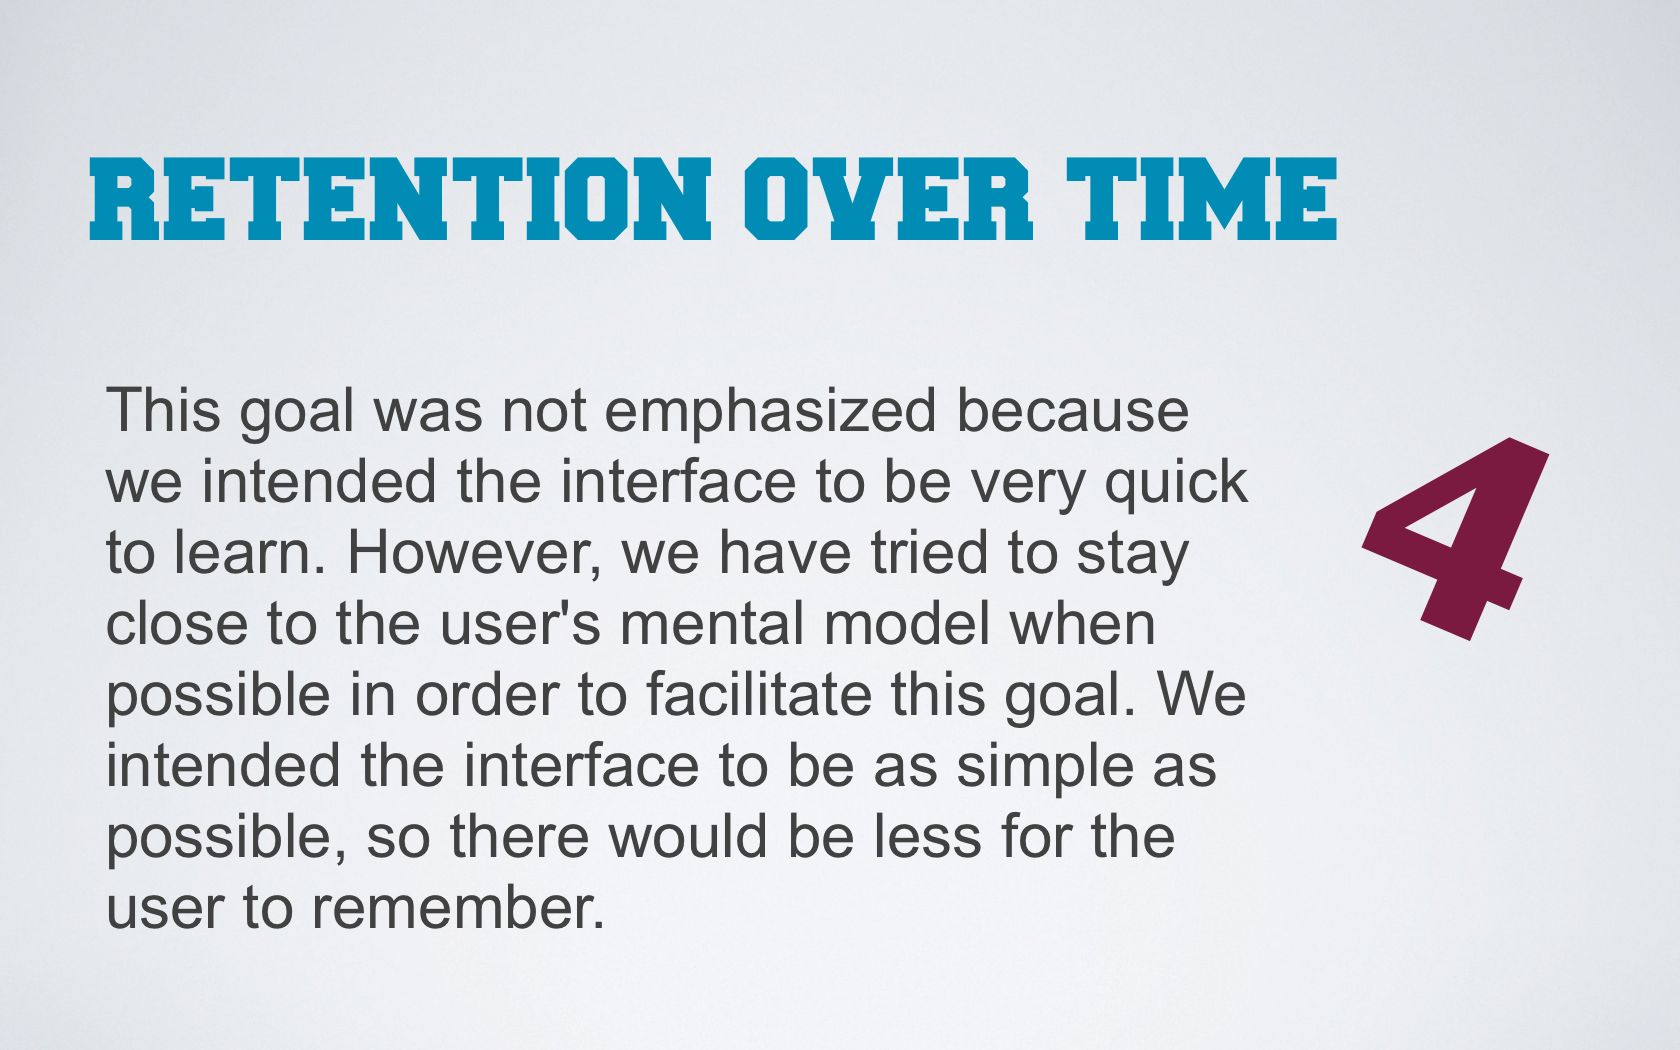 RETENTION OVER TIME
This goal was not emphasized because
we intended the interface to be very quick
to learn. However, we have tried to stay
close to the user's mental model when
possible in order to facilitate this goal. We
intended the interface to be as simple as
possible, so there would be less for the
user to remember.
4